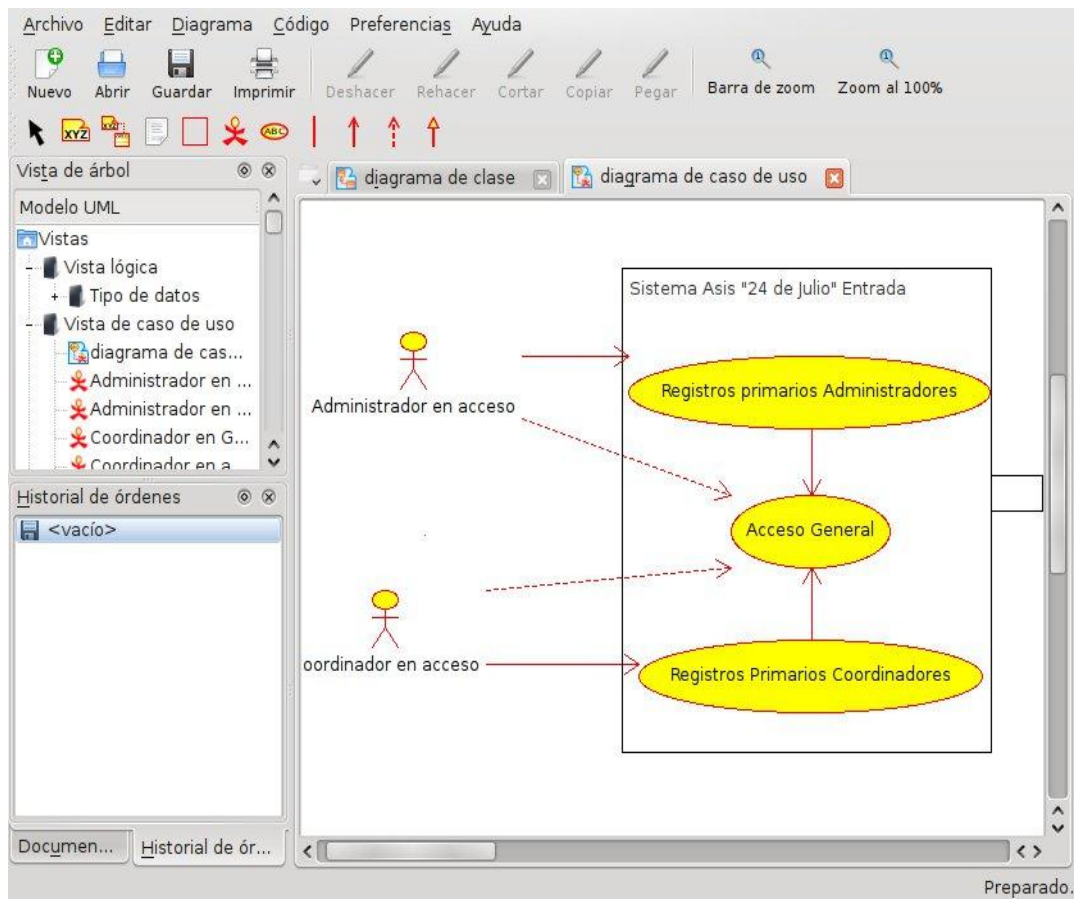 Archivo Editar Diagrama Código Preferencias Ayuda
Nuevo Abrir Guardar Imprimir Deshacer Rehacer Cortar Copiar Pegar Barra de zoom Zoom al 100%
XYZ ABC
Vista de árbol
diagrama de clase
diagrama de caso de uso
Modelo UML
Vistas
Vista lógica
Tipo de datos
Vista de caso de uso
diagrama de cas...
Administrador en ...
Administrador en ...
Coordinador en G...
Coordinador en a
Historial de órdenes
<vacío>
Documen...
Historial de ór...
Sistema Asis "24 de Julio" Entrada
Administrador en acceso
Registros primarios Administradores
Acceso General
oordinador en acceso
Registros Primarios Coordinadores
Preparado.